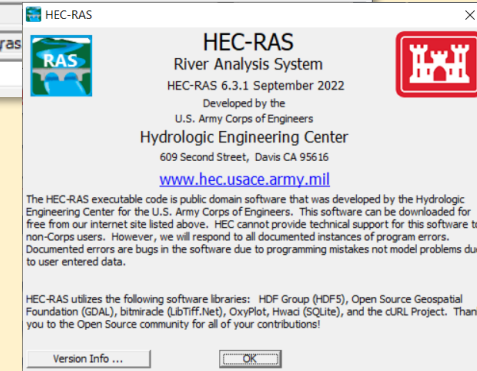 HEC-RAS
ras
RAS
HEC-RAS
River Analysis System
HEC-RAS 6.3.1 September 2022
Developed by the
U.S. Army Corps of Engineers
Hydrologic Engineering Center
609 Second Street, Davis CA 95616
www.hec.usace.army.mil
The HEC-RAS executable code is public domain software that was developed by the Hydrologic
Engineering Center for the U.S. Army Corps of Engineers. This software can be downloaded for
free from our internet site listed above. HEC cannot provide technical support for this software to
non-Corps users. However, we will respond to all documented instances of program errors.
Documented errors are bugs in the software due to programming mistakes not model problems du
to user entered data.
HEC-RAS utilizes the following software libraries: HDF Group (HDF5), Open Source Geospatial
Foundation (GDAL), bitmiracle (LibTiff.Net), OxyPlot, Hwaci (SQLite), and the cURL Project. Than
you to the Open Source community for all of your contributions!
Version Info ...
OK